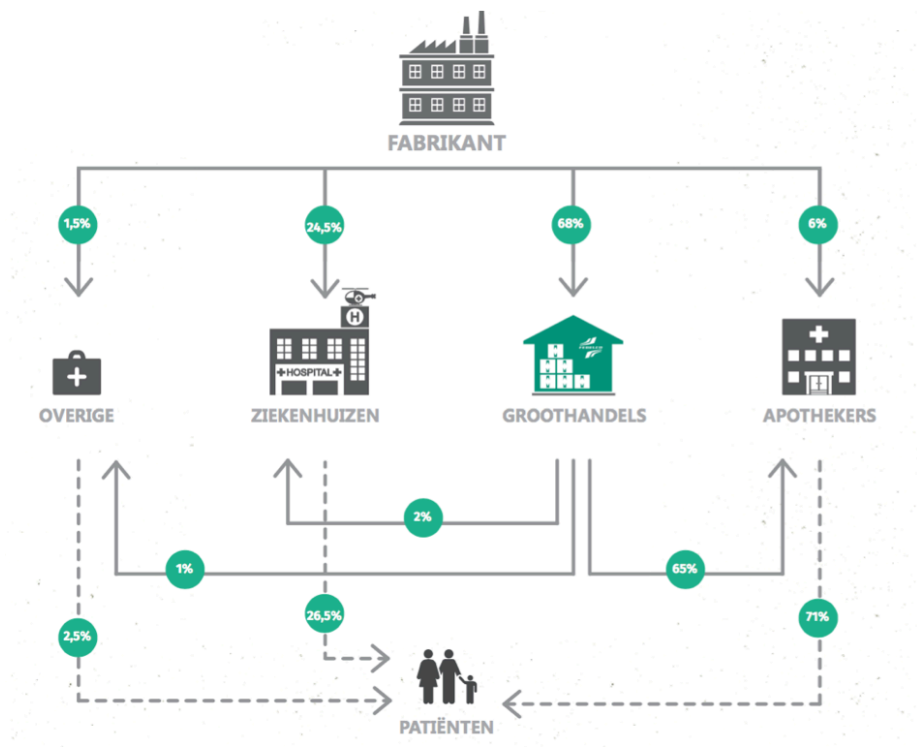 FABRIKANT
1,5%
24,5%
68%
6%
H
HOSPITAL
OVERIGE
ZIEKENHUIZEN
GROOTHANDELS
APOTHEKERS
2%
1%
65%
26,5%
71%
2,5%
PATIËNTEN